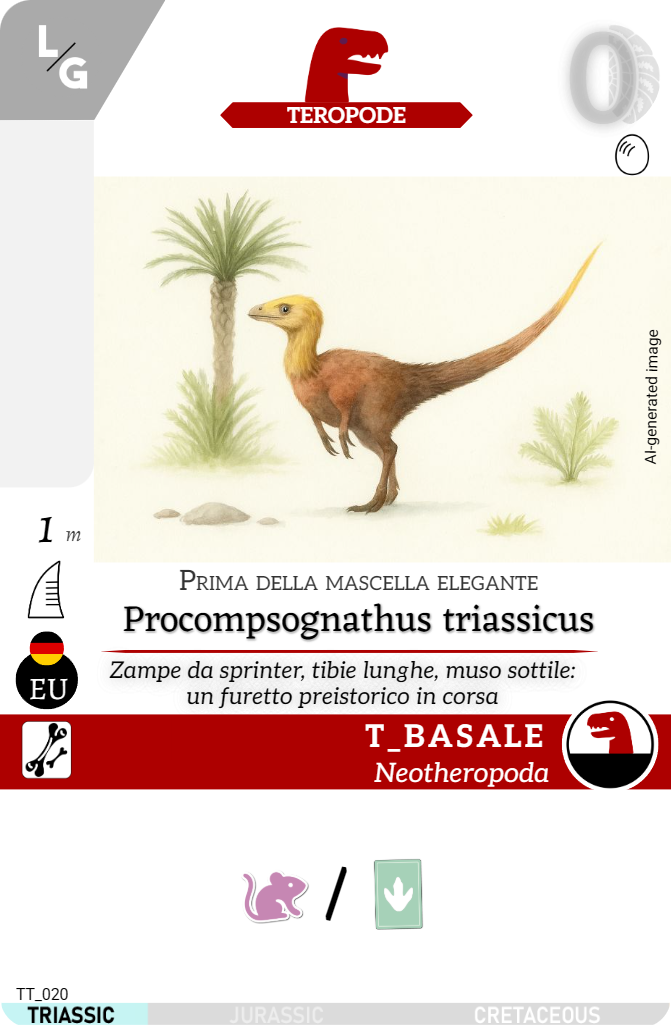 L/G
TEROPODE
0
AI-generated image
1 m
PRIMA DELLA MASCELLA ELEGANTE
Procompsognathus triassicus
Zampe da sprinter, tibie lunghe, muso sottile:
un furetto preistorico in corsa
EU
T_BASALE
Neotheropoda
/
TT_020
TRIASSIC JURASSIC CRETACEOUS